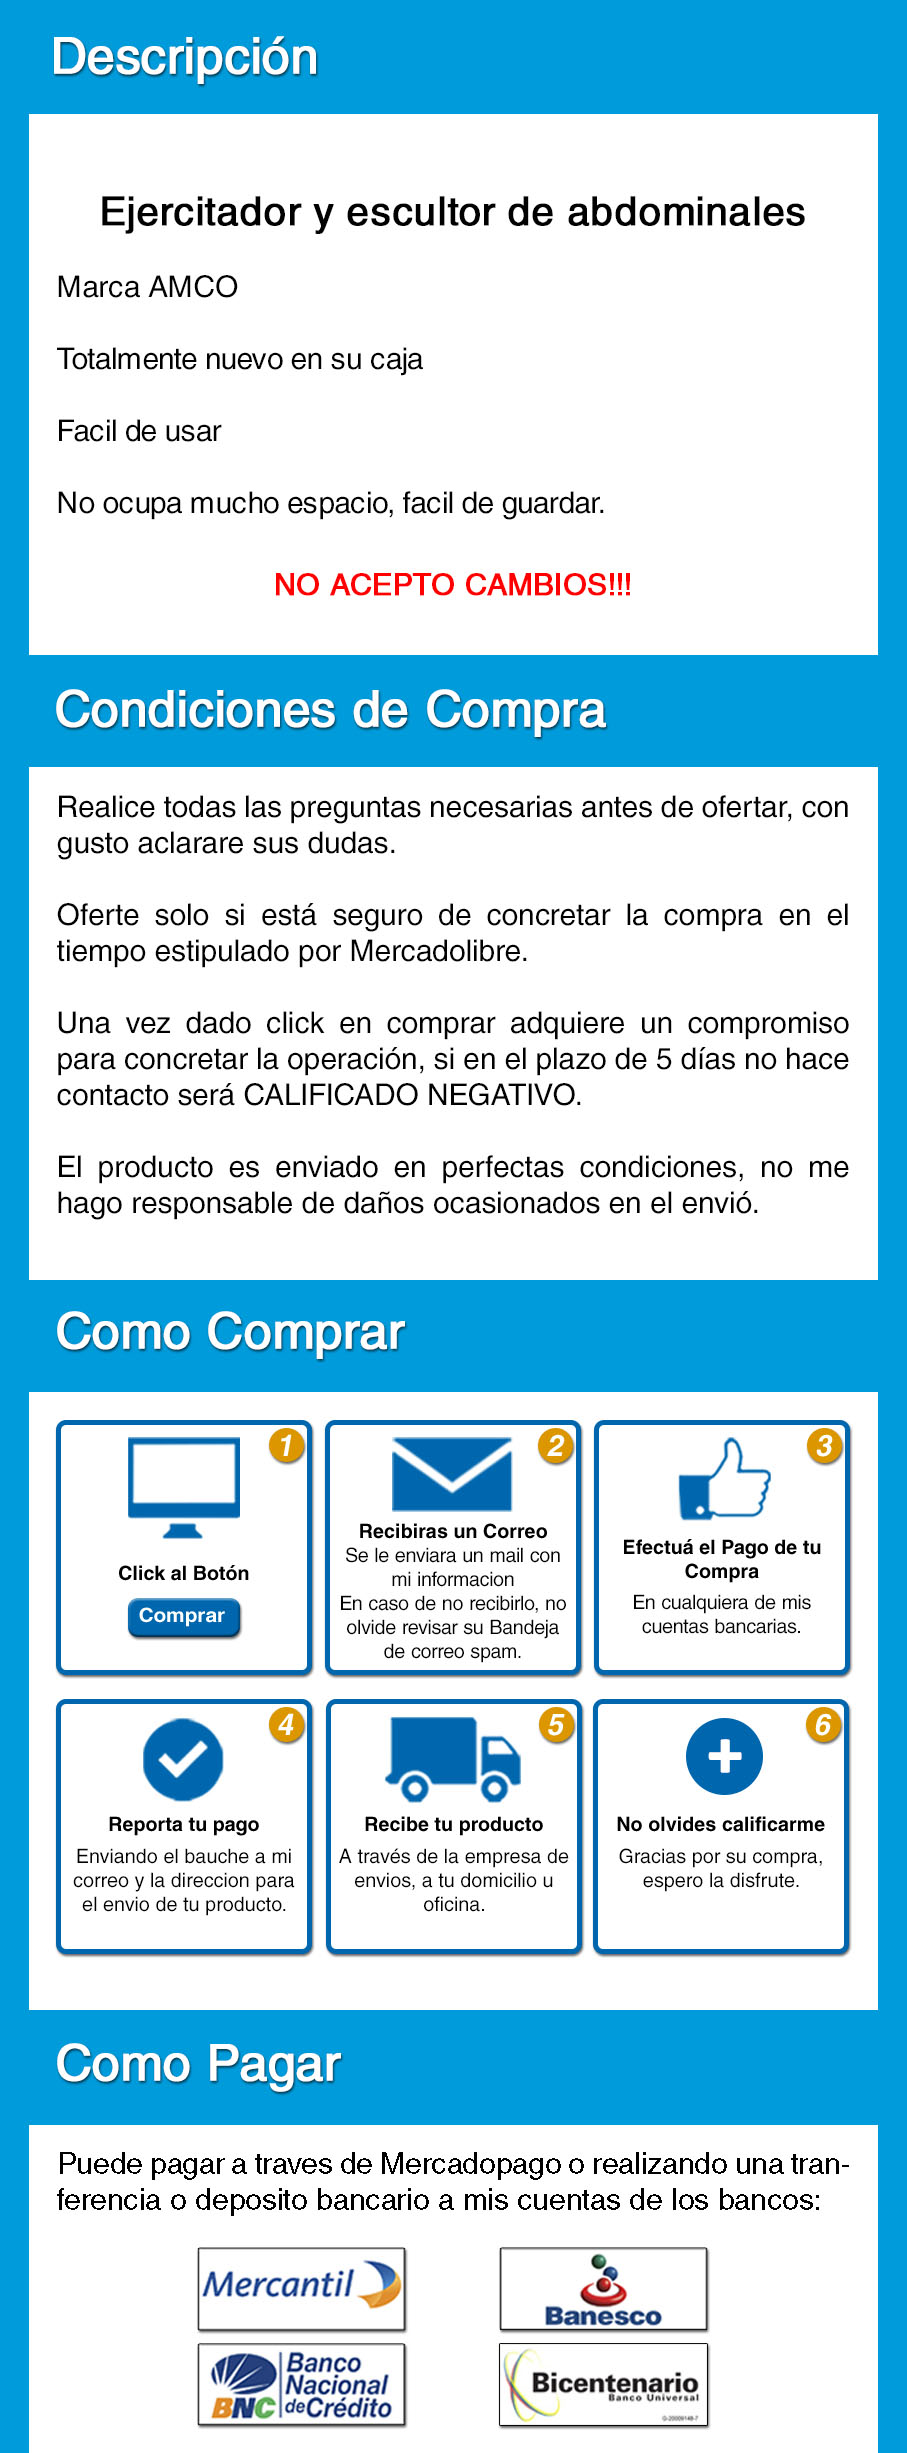 Descripción
Ejercitador y escultor de abdominales
Marca AMCO
Totalmente nuevo en su caja
Facil de usar
No ocupa mucho espacio, facil de guardar.
NO ACEPTO CAMBIOS!!!
Condiciones de Compra
Realice todas las preguntas necesarias antes de ofertar, con
gusto aclarare sus dudas.
Oferte solo si está seguro de concretar la compra en el
tiempo estipulado por Mercadolibre.
Una vez dado click en comprar adquiere un compromiso
para concretar la operación, si en el plazo de 5 días no hace
contacto será CALIFICADO NEGATIVO.
El producto es enviado en perfectas condiciones, no me
hago responsable de daños ocasionados en el envió.
Como Comprar
1
Click al Botón
Comprar
2
Recibiras un Correo
Se le enviara un mail con
mi informacion
En caso de no recibirlo, no
olvide revisar su Bandeja
de correo spam.
3
Efectuá el Pago de tu
Compra
En cualquiera de mis
cuentas bancarias.
4
Reporta tu pago
Enviando el bauche a mi
correo y la direccion para
el envio de tu producto.
5
Recibe tu producto
A través de la empresa de
envios, a tu domicilio u
oficina.
6
No olvides calificarme
Gracias por su compra,
espero la disfrute.
Como Pagar
Puede pagar a traves de Mercadopago o realizando una tran-
ferencia o deposito bancario a mis cuentas de los bancos:
Mercantil
Banesco
BNC
Banco
Nacional
de Crédito
Bicentenario
Banco Universal
G-20009148-7